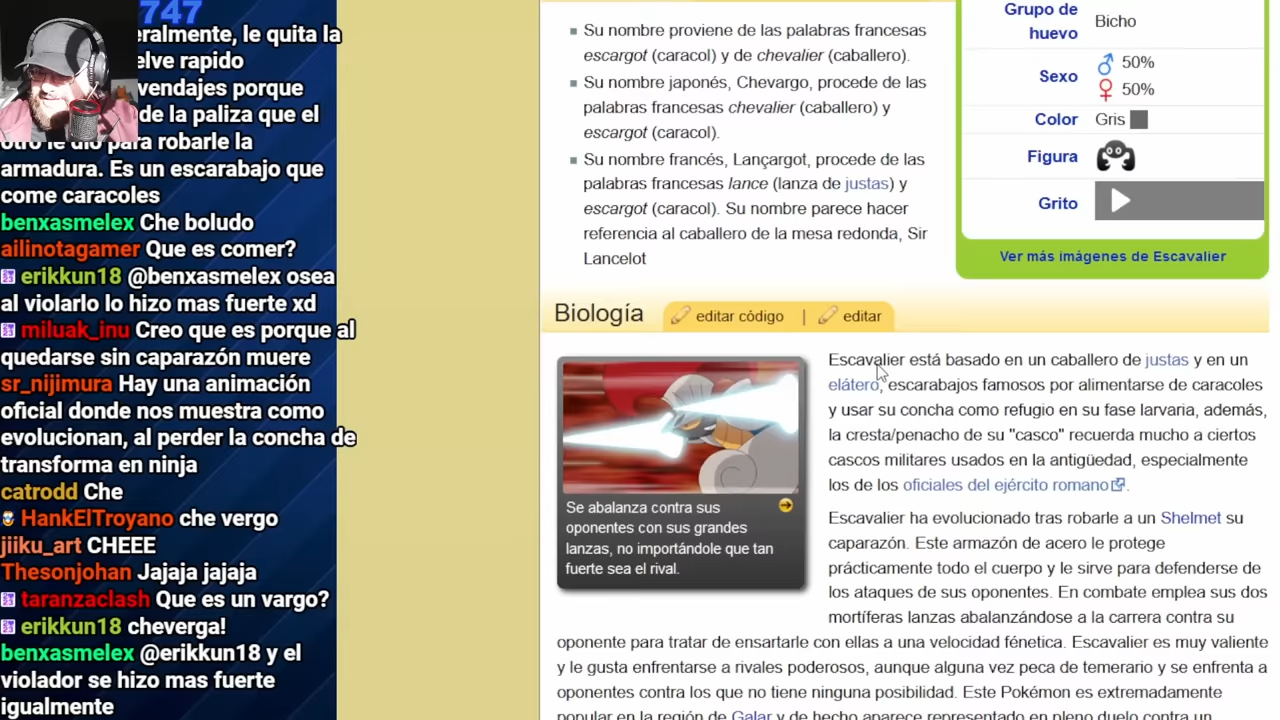 747
eralmente, le quita la
elve rapido
vendajes porque
de la paliza que el
otro le dio para robarle la
armadura. Es un escarabajo que
come caracoles
benxasmelex Che boludo
ailinotagamer Que es comer?
erikkun18 @benxasmelex osea
al violarlo lo hizo mas fuerte xd
miluak_inu Creo que es porque al
quedarse sin caparazón muere
sr_nijimura Hay una animación
oficial donde nos muestra como
evolucionan, al perder la concha de
transforma en ninja
catrodd Che
HankElTroyano che vergo
jiiku_art CHEEE
Thesonjohan Jajaja jajaja
taranzaclash Que es un vargo?
erikkun18 cheverga!
benxasmelex @erikkun18 y el
violador se hizo mas fuerte
igualmente
Su nombre proviene de las palabras francesas
escargot (caracol) y de chevalier (caballero).
Su nombre japonés, Chevargo, procede de las
palabras francesas chevalier (caballero) y
escargot (caracol).
Su nombre francés, Lançargot, procede de las
palabras francesas lance (lanza de justas) y
escargot (caracol). Su nombre parece hacer
referencia al caballero de la mesa redonda, Sir
Lancelot
Grupo de
huevo
Bicho
Sexo
50%
50%
Color
Gris
Figura
Grito
Ver más imágenes de Escavalier
Biología
editar código | editar
Se abalanza contra sus
oponentes con sus grandes
lanzas, no importándole que tan
fuerte sea el rival.
Escavalier está basado en un caballero de justas y en un
elátero, escarabajos famosos por alimentarse de caracoles
y usar su concha como refugio en su fase larvaria, además,
la cresta/penacho de su "casco" recuerda mucho a ciertos
cascos militares usados en la antigüedad, especialmente
los de los oficiales del ejército romano.
Escavalier ha evolucionado tras robarle a un Shelmet su
caparazón. Este armazón de acero le protege
prácticamente todo el cuerpo y le sirve para defenderse de
los ataques de sus oponentes. En combate emplea sus dos
mortíferas lanzas abalanzándose a la carrera contra su
oponente para tratar de ensartarle con ellas a una velocidad fénetica. Escavalier es muy valiente
y le gusta enfrentarse a rivales poderosos, aunque alguna vez peca de temerario y se enfrenta a
oponentes contra los que no tiene ninguna posibilidad. Este Pokémon es extremadamente
popular en la región de Galar y de hecho aparece representado en pleno duelo contra un